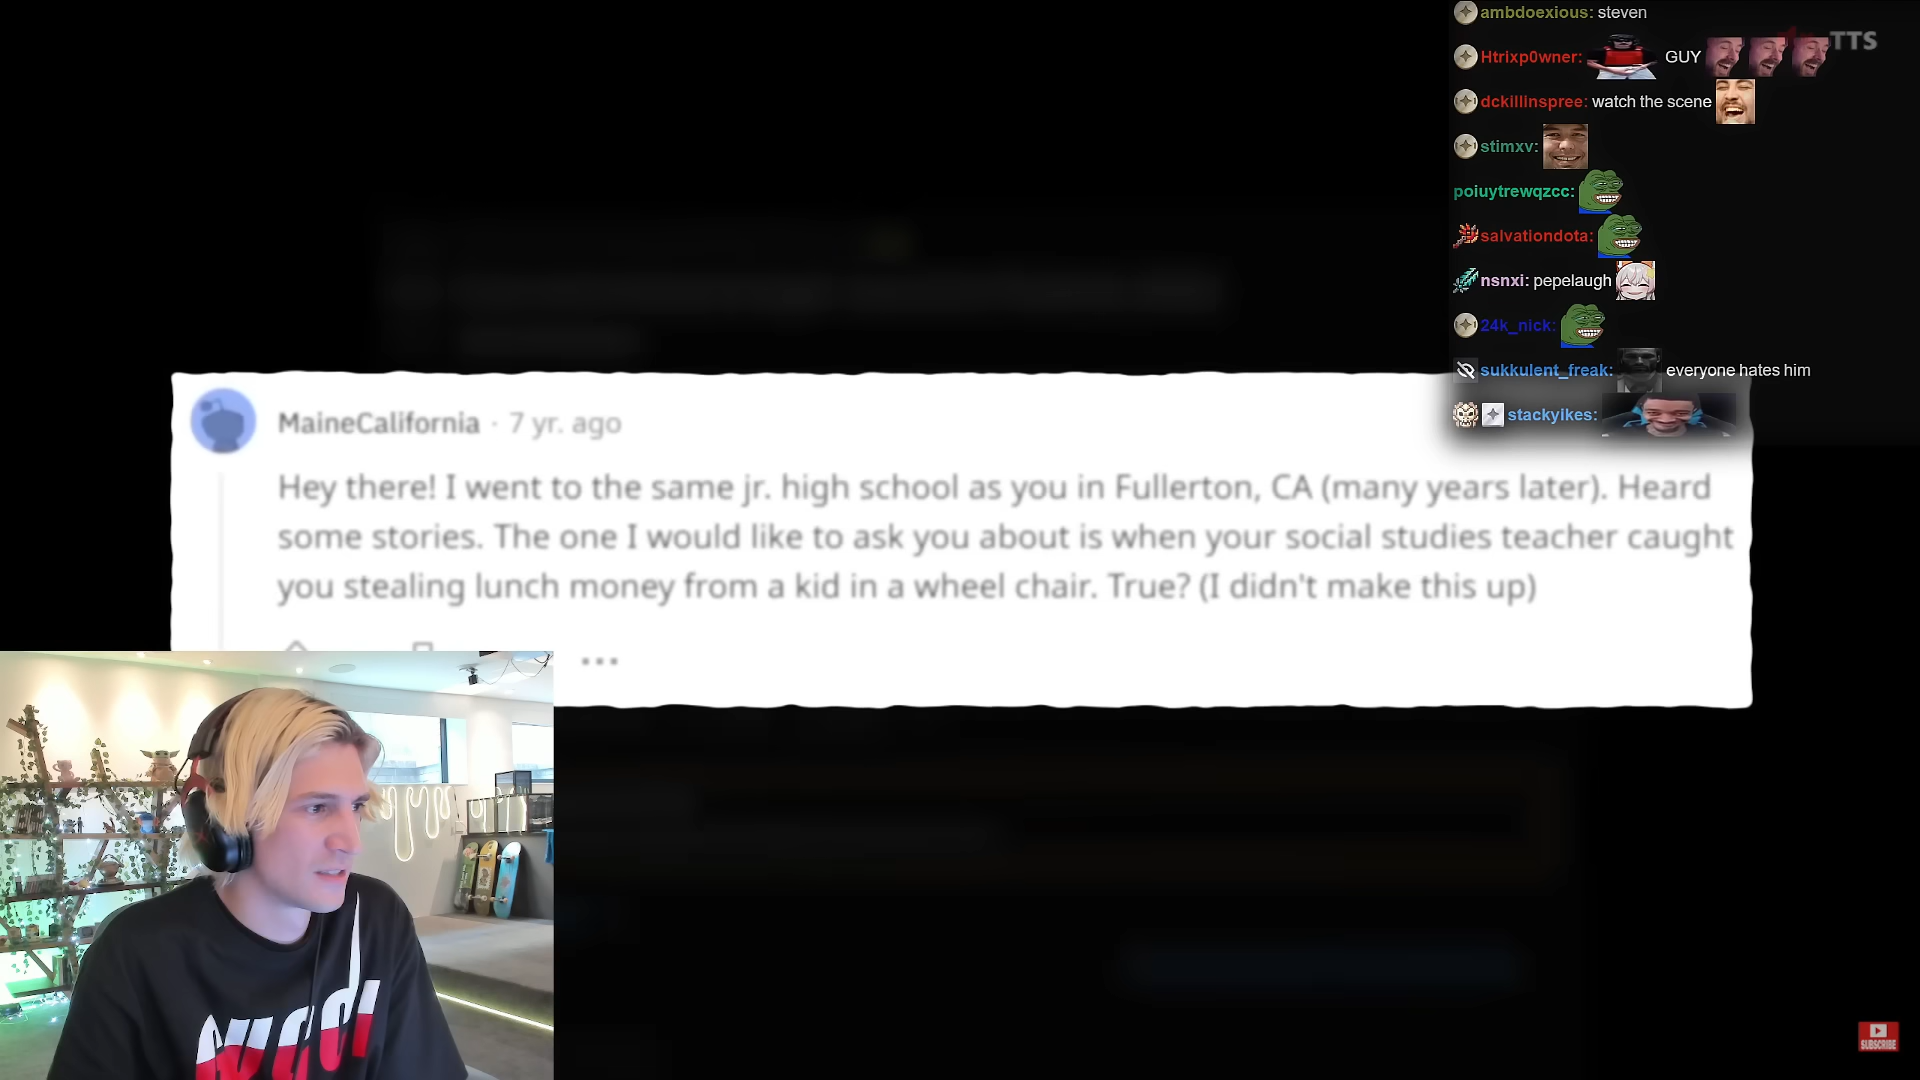 ambdoexious: steven
TTS
Htrixp0wner: GUY
dckillinspree: watch the scene
stimxv:
poiuytrewqzcc:
salvationdota:
nsnxi: pepelaugh
24k_nick:
sukkulent_freak: everyone hates him
stackyikes:
MaineCalifornia · 7 yr. ago
Hey there! I went to the same jr. high school as you in Fullerton, CA (many years later). Heard
some stories. The one I would like to ask you about is when your social studies teacher caught
you stealing lunch money from a kid in a wheel chair. True? (I didn't make this up)
SUBSCRIBE